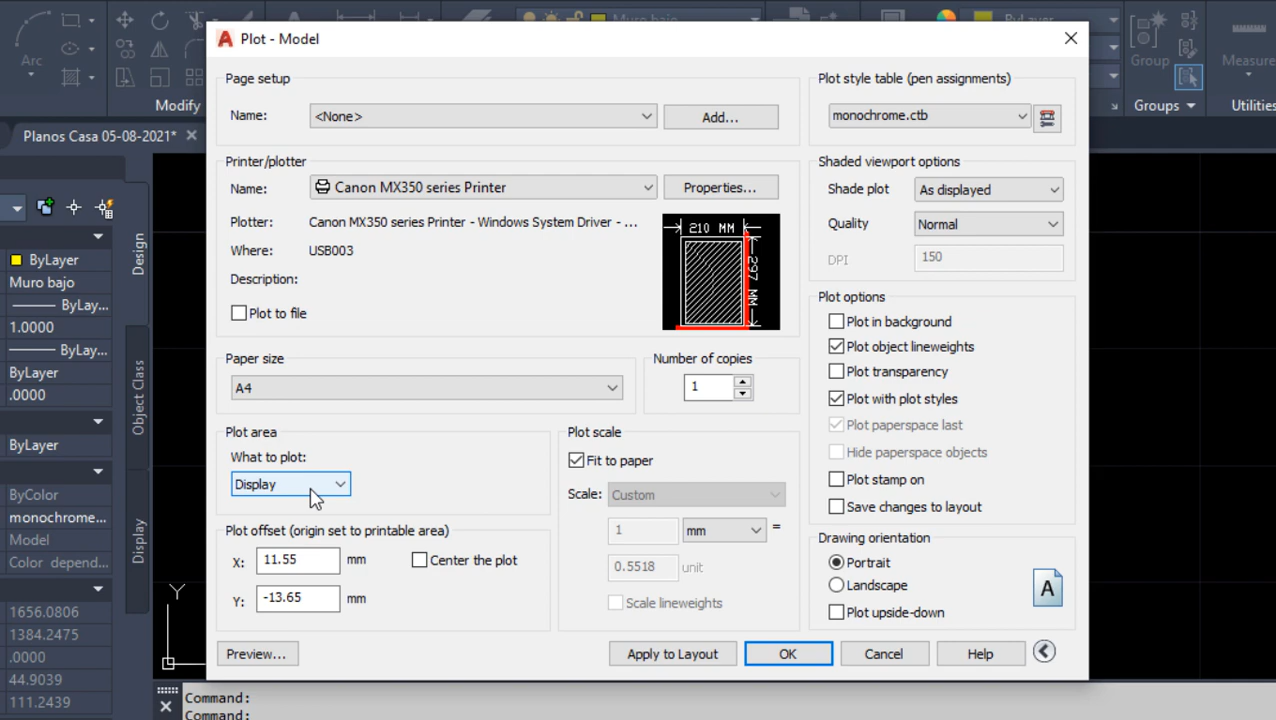 Muro bajo
ByLayer
Arc
Group
Measure
Modify
Groups
Utilities
Planos Casa 05-08-2021*
Plot - Model
Page setup
Name:
<None>
Add...
Printer/plotter
Name:
Canon MX350 series Printer
Properties...
Plotter:
Canon MX350 series Printer - Windows System Driver - ...
Where:
USB003
Description:
Plot to file
210 MM
297 MM
Paper size
A4
Number of copies
1
Plot area
What to plot:
Display
Plot offset (origin set to printable area)
X:
11.55
mm
Center the plot
Y:
-13.65
mm
Plot scale
Fit to paper
Scale:
Custom
1
mm
=
0.5518
unit
Scale lineweights
Plot style table (pen assignments)
monochrome.ctb
Shaded viewport options
Shade plot
As displayed
Quality
Normal
DPI
150
Plot options
Plot in background
Plot object lineweights
Plot transparency
Plot with plot styles
Plot paperspace last
Hide paperspace objects
Plot stamp on
Save changes to layout
Drawing orientation
Portrait
Landscape
A
Plot upside-down
Preview...
Apply to Layout
OK
Cancel
Help
ByLayer
Muro bajo
ByLay...
1.0000
ByLay...
ByLayer
.0000
ByLayer
ByColor
monochrome...
Model
Color depend...
1656.0806
1384.2475
.0000
44.9039
111.2439
Design
Object Class
Display
Y
Command:
Command: